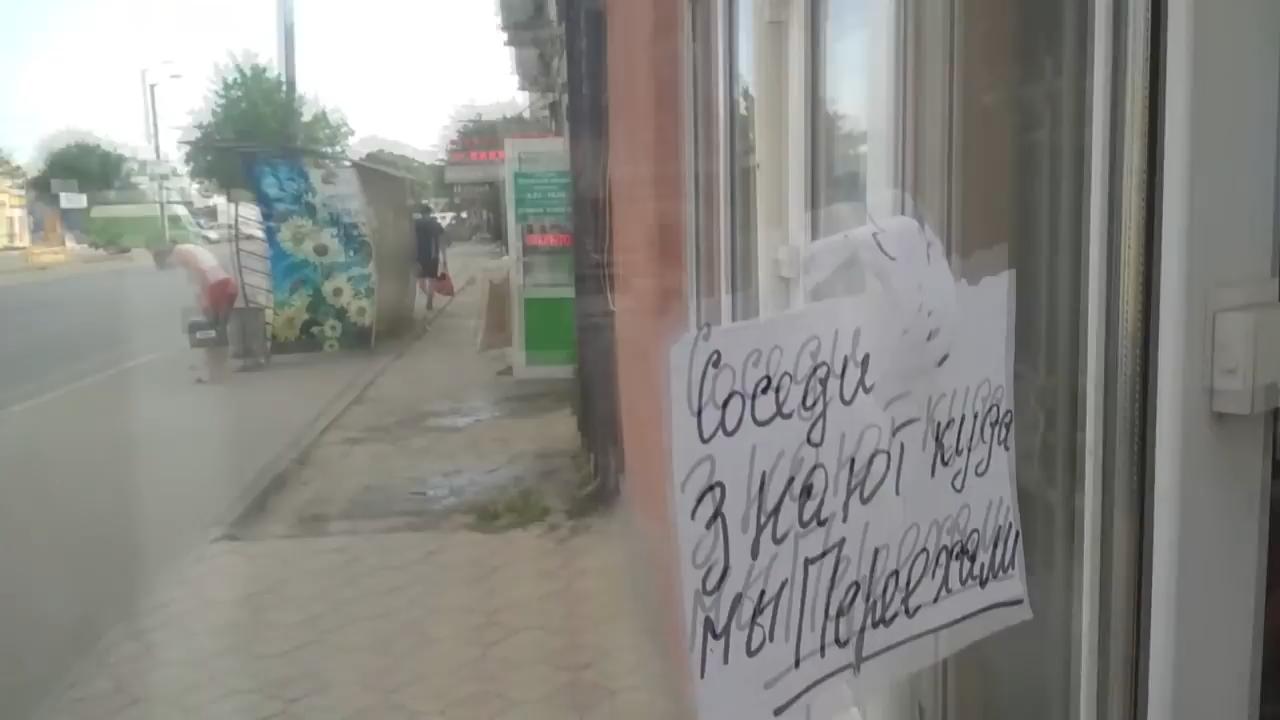 Соседи
знают куда
мы Переехали